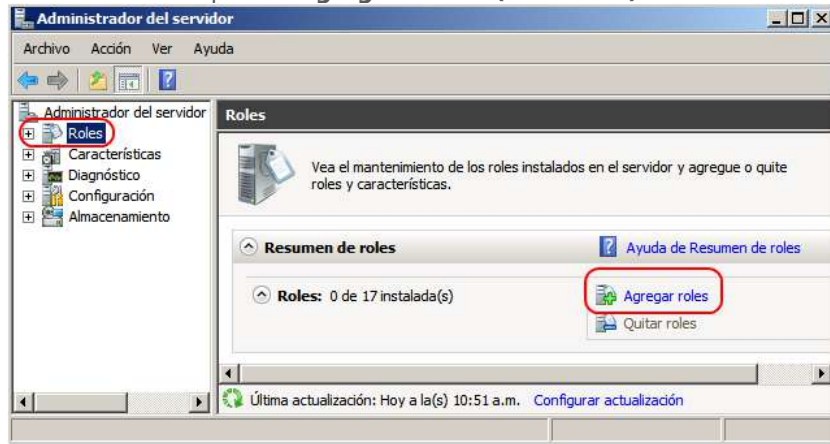 Administrador del servidor
Archivo Acción Ver Ayuda
Administrador del servidor
Roles
Características
Diagnóstico
Configuración
Almacenamiento
Roles
Vea el mantenimiento de los roles instalados en el servidor y agregue o quite
roles y características.
Resumen de roles
Ayuda de Resumen de roles
Roles: 0 de 17 instalada(s)
Agregar roles
Quitar roles
Última actualización: Hoy a la(s) 10:51 a.m. Configurar actualización